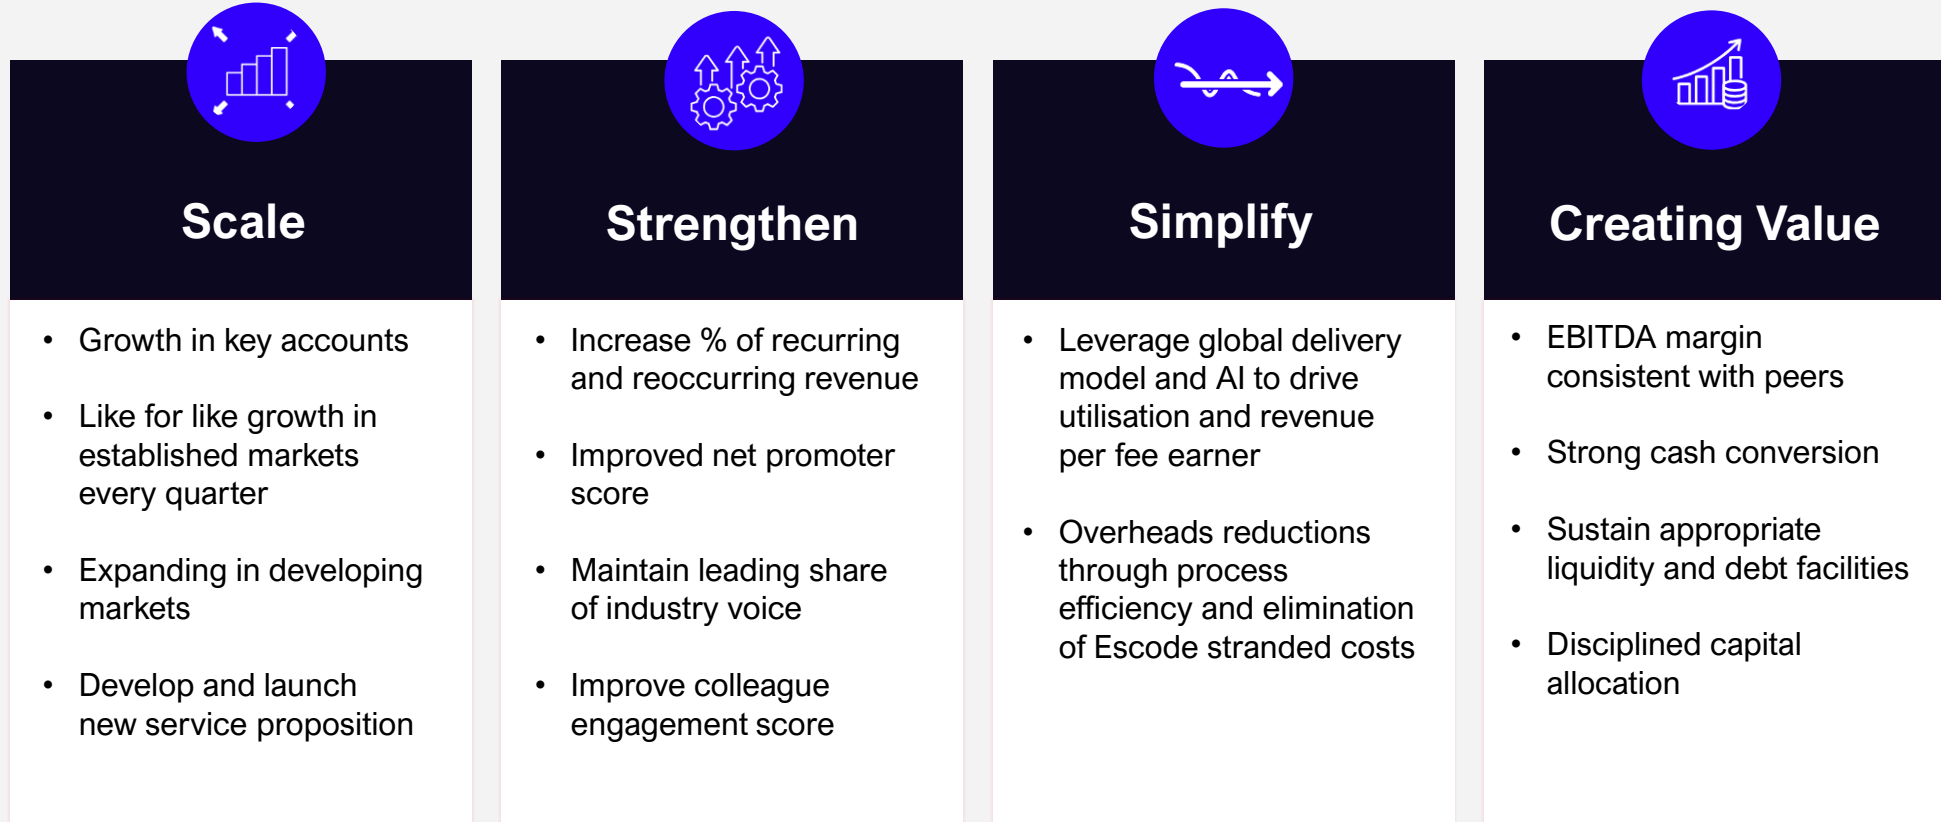 Scale
• Growth in key accounts
• Like for like growth in
established markets
every quarter
• Expanding in developing
markets
• Develop and launch
new service proposition
Strengthen
• Increase % of recurring
and reoccurring revenue
• Improved net promoter
score
• Maintain leading share
of industry voice
• Improve colleague
engagement score
Simplify
• Leverage global delivery
model and AI to drive
utilisation and revenue
per fee earner
• Overheads reductions
through process
efficiency and elimination
of Escode stranded costs
Creating Value
• EBITDA margin
consistent with peers
• Strong cash conversion
• Sustain appropriate
liquidity and debt facilities
• Disciplined capital
allocation